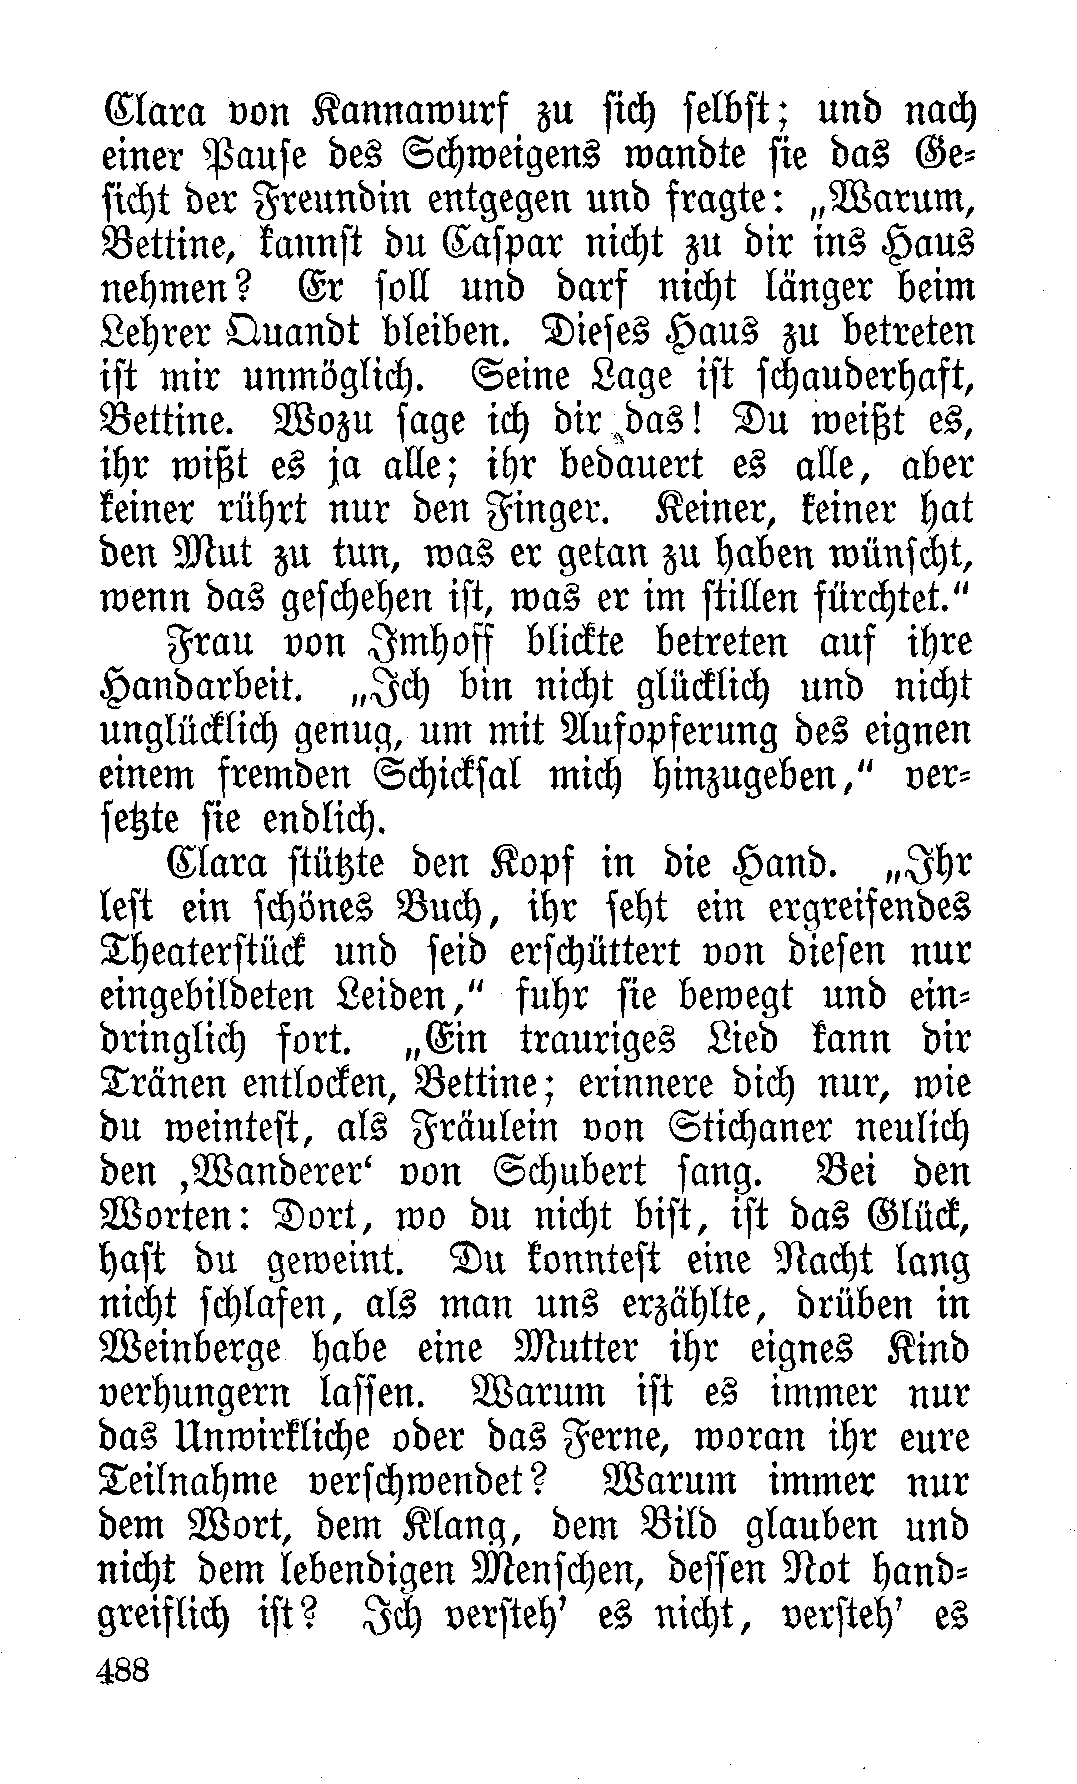 Clara von Kannawurf zu sich selbst; und nach
einer Pause des Schweigens wandte sie das Ge-
sicht der Freundin entgegen und fragte: „Warum,
Bettine, kannst du Caspar nicht zu dir ins Haus
nehmen? Er soll und darf nicht länger beim
Lehrer Quandt bleiben. Dieses Haus zu betreten
ist mir unmöglich. Seine Lage ist schauderhaft,
Bettine. Wozu sage ich dir das! Du weißt es,
ihr wißt es ja alle; ihr bedauert es alle, aber
keiner rührt nur den Finger. Keiner, keiner hat
den Mut zu tun, was er getan zu haben wünscht,
wenn das geschehen ist, was er im stillen fürchtet."
Frau von Imhoff blickte betreten auf ihre
Handarbeit. „Ich bin nicht glücklich und nicht
unglücklich genug, um mit Aufopferung des eignen
einem fremden Schicksal mich hinzugeben," ver-
setzte sie endlich.
Clara stützte den Kopf in die Hand. „Ihr
lest ein schönes Buch, ihr seht ein ergreifendes
Theaterstück und seid erschüttert von diesen nur
eingebildeten Leiden," fuhr sie bewegt und ein-
dringlich fort. „Ein trauriges Lied kann dir
Tränen entlocken, Bettine; erinnere dich nur, wie
du weintest, als Fräulein von Stichaner neulich
den ‚Wanderer‘ von Schubert sang. Bei den
Worten: Dort, wo du nicht bist, ist das Glück,
hast du geweint. Du konntest eine Nacht lang
nicht schlafen, als man uns erzählte, drüben in
Weinberge habe eine Mutter ihr eignes Kind
verhungern lassen. Warum ist es immer nur
das Unwirkliche oder das Ferne, woran ihr eure
Teilnahme verschwendet? Warum immer nur
dem Wort, dem Klang, dem Bild glauben und
nicht dem lebendigen Menschen, dessen Not hand-
greiflich ist? Ich versteh' es nicht, versteh' es
488